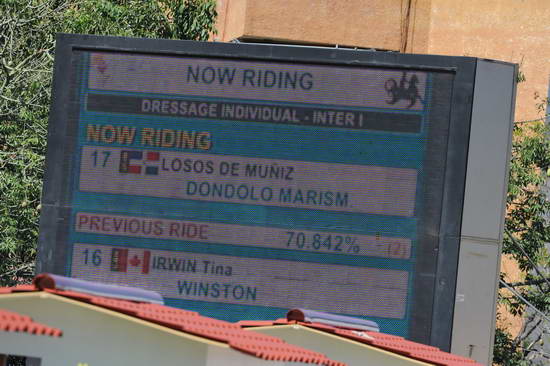 NOW RIDING
DRESSAGE INDIVIDUAL - INTER I
NOW RIDING
17 LOSOS DE MUÑIZ
DONDOLO MARISM.
PREVIOUS RIDE 70.842% (2)
16 IRWIN Tina
WINSTON